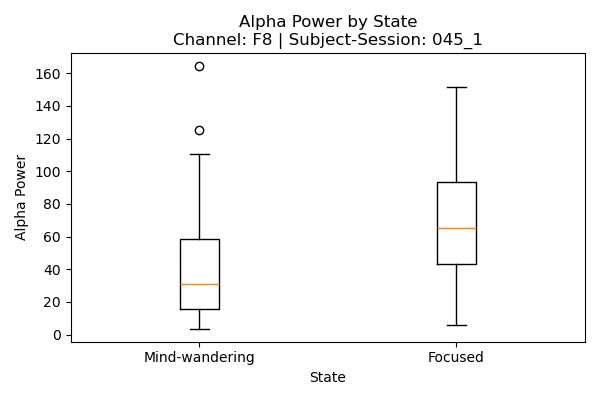 Alpha Power by State
Channel: F8 | Subject-Session: 045_1
160
140
120
100
80
60
40
20
0
Alpha Power
Mind-wandering
Focused
State